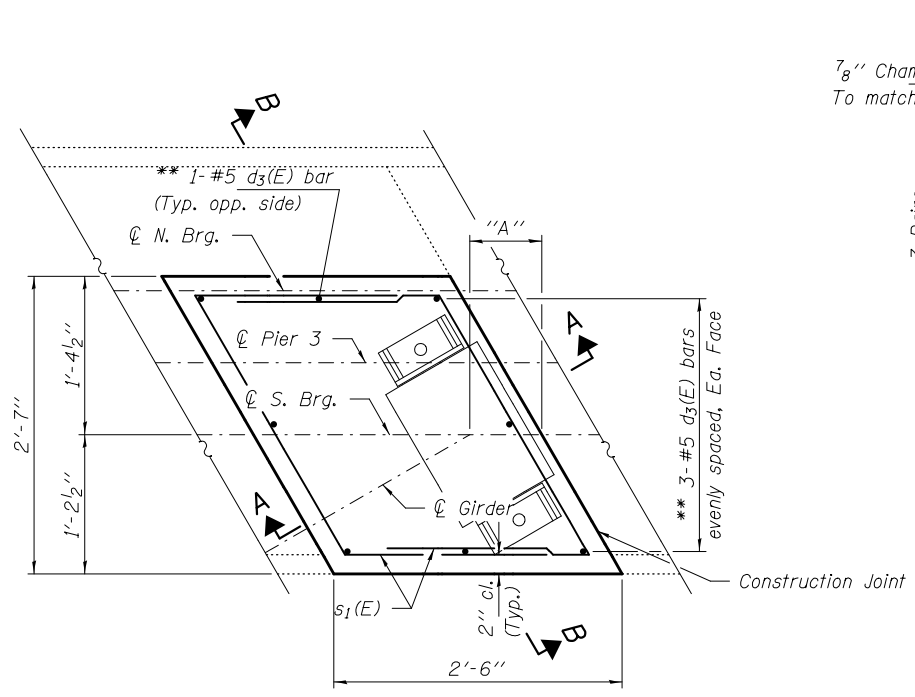 7/8'' Cham
To match
B
** 1- #5 d3(E) bar
(Typ. opp. side)
℄ N. Brg.
''A''
A
℄ Pier 3
℄ S. Brg.
2'-7''
1'-4½''
1'-2½''
** 3- #5 d3(E) bars
evenly spaced, Ea. Face
A
℄ Girder
Construction Joint
s1(E)
2'' cl.
(Typ.)
B
2'-6''